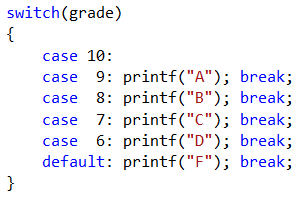 switch(grade)
{
    case 10:
    case  9: printf("A"); break;
    case  8: printf("B"); break;
    case  7: printf("C"); break;
    case  6: printf("D"); break;
    default: printf("F"); break;
}